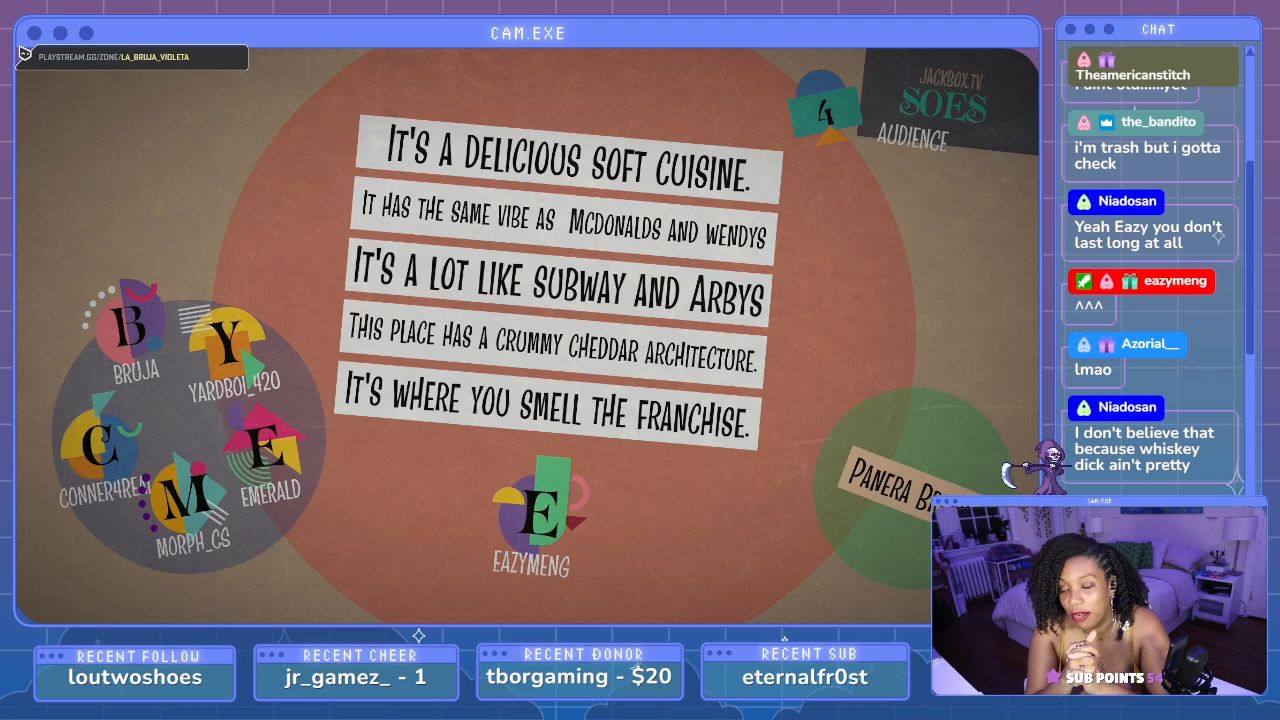 CAM.EXE
PLAYSTREAM.GG/ZONE/LA_BRUJA_VIOLETA
4
JACKBOX.TV
SOES
AUDIENCE
IT'S A DELICIOUS SOFT CUISINE.
IT HAS THE SAME VIBE AS MCDONALDS AND WENDYS
IT'S A LOT LIKE SUBWAY AND ARBYS
THIS PLACE HAS A CRUMMY CHEDDAR ARCHITECTURE.
IT'S WHERE YOU SMELL THE FRANCHISE.
B
BRUJA
Y
YARDBOI_420
C
CONNER4REA
E
EMERALD
M
MORPH_CS
E
EAZYMENG
PANERA
CHAT
Theamericanstitch
the_bandito
i'm trash but i gotta
check
Niadosan
Yeah Eazy you don't
last long at all
eazymeng
^^^
Azorial__
lmao
Niadosan
I don't believe that
because whiskey
dick ain't pretty
CAM.EXE
SUB POINTS 54
RECENT FOLLOW
loutwoshoes
RECENT CHEER
jr_gamez_ - 1
RECENT DONOR
tborgaming - $20
RECENT SUB
eternalfr0st